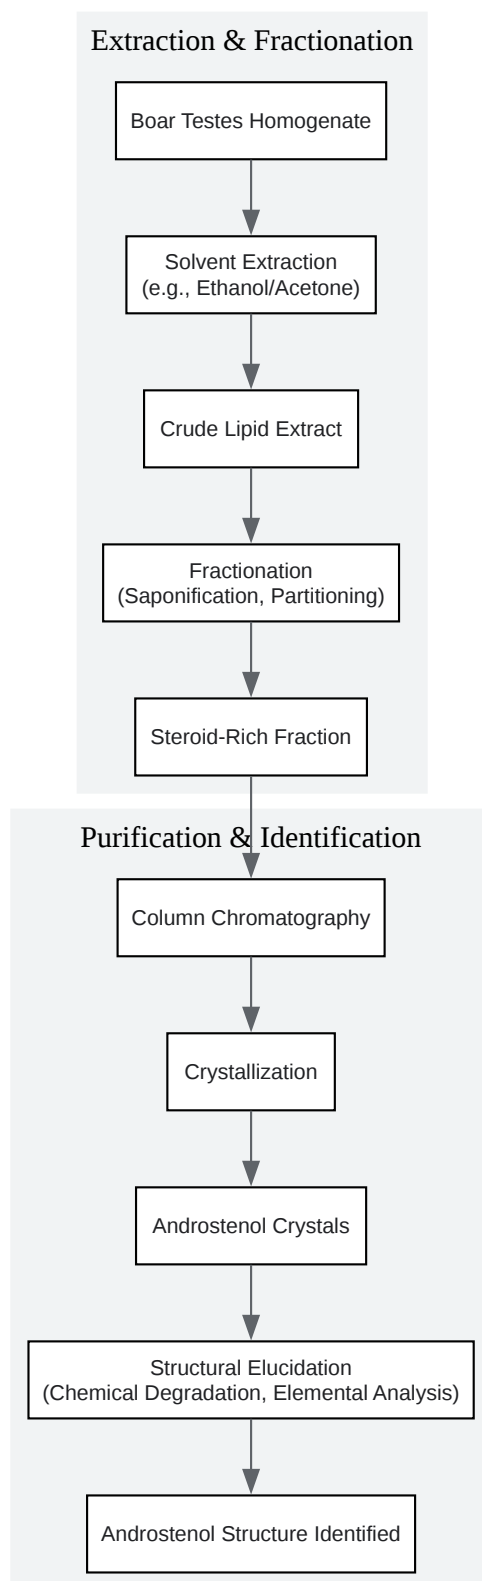 Extraction & Fractionation
Boar Testes Homogenate
Solvent Extraction
(e.g., Ethanol/Acetone)
Crude Lipid Extract
Fractionation
(Saponification, Partitioning)
Steroid-Rich Fraction
Purification & Identification
Column Chromatography
Crystallization
Androstenol Crystals
Structural Elucidation
(Chemical Degradation, Elemental Analysis)
Androstenol Structure Identified